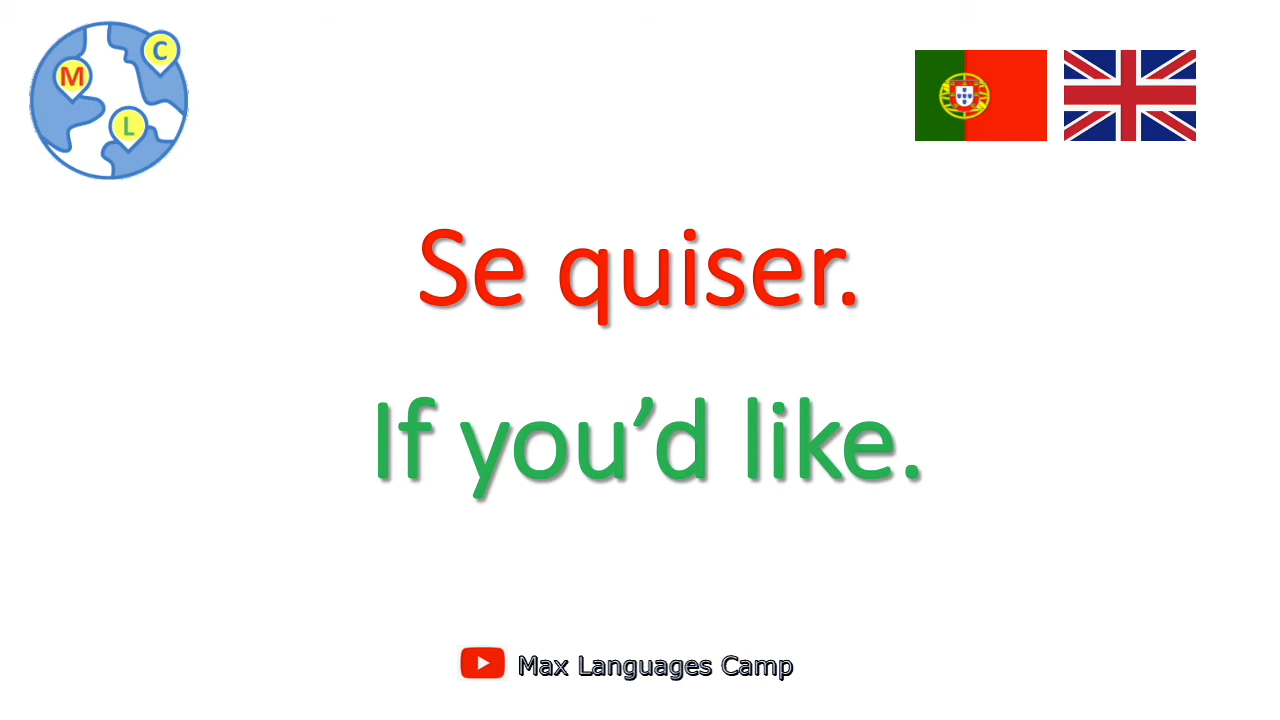 M
C
L
Se quiser.
If you’d like.
Max Languages Camp